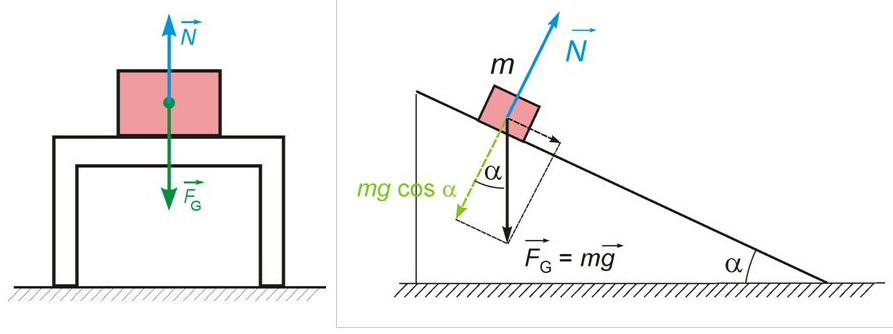 N
F_G
m
N
α
mg cos α
F_G = mg
α